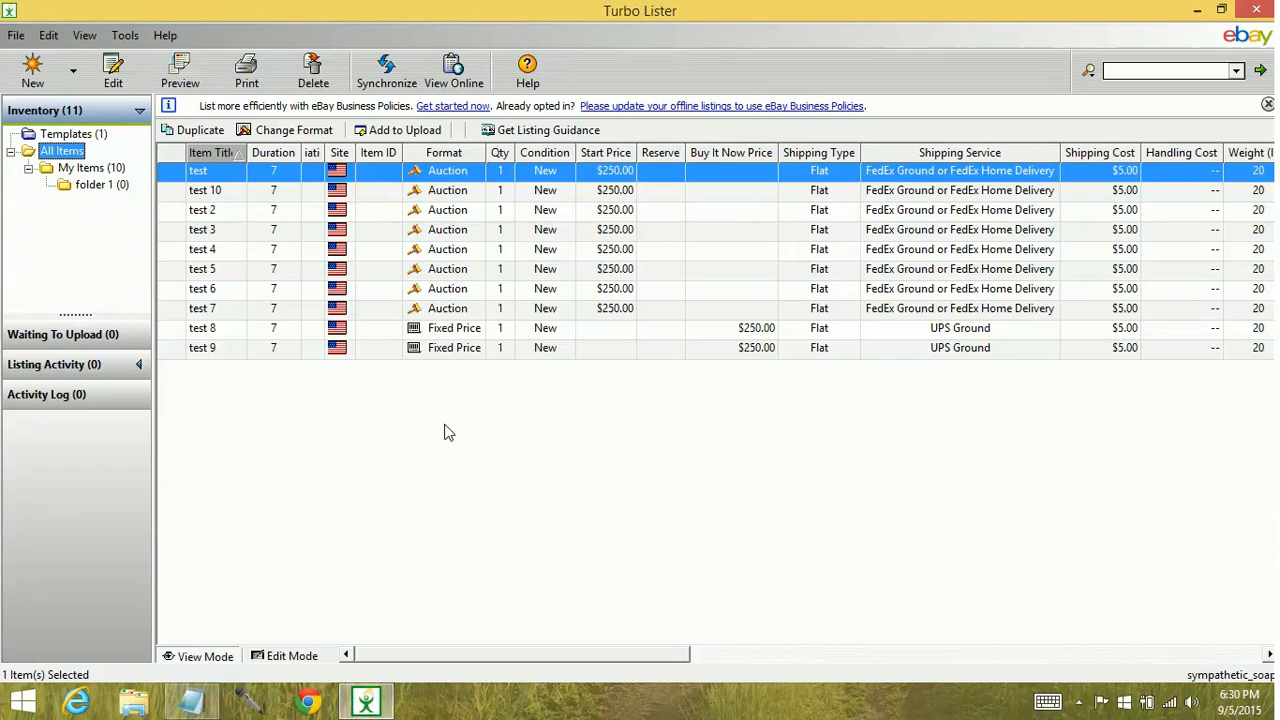 Turbo Lister
File Edit View Tools Help
ebay
New Edit Preview Print Delete Synchronize View Online Help
Inventory (11)
List more efficiently with eBay Business Policies. Get started now. Already opted in? Please update your offline listings to use eBay Business Policies.
Templates (1)
Duplicate Change Format Add to Upload Get Listing Guidance
All Items
Item Title Duration iati Site Item ID Format Qty Condition Start Price Reserve Buy It Now Price Shipping Type Shipping Service Shipping Cost Handling Cost Weight (l
My Items (10)
test 7 Auction 1 New $250.00 Flat FedEx Ground or FedEx Home Delivery $5.00 -- 20
folder 1 (0)
test 10 7 Auction 1 New $250.00 Flat FedEx Ground or FedEx Home Delivery $5.00 -- 20
test 2 7 Auction 1 New $250.00 Flat FedEx Ground or FedEx Home Delivery $5.00 -- 20
test 3 7 Auction 1 New $250.00 Flat FedEx Ground or FedEx Home Delivery $5.00 -- 20
test 4 7 Auction 1 New $250.00 Flat FedEx Ground or FedEx Home Delivery $5.00 -- 20
test 5 7 Auction 1 New $250.00 Flat FedEx Ground or FedEx Home Delivery $5.00 -- 20
test 6 7 Auction 1 New $250.00 Flat FedEx Ground or FedEx Home Delivery $5.00 -- 20
test 7 7 Auction 1 New $250.00 Flat FedEx Ground or FedEx Home Delivery $5.00 -- 20
test 8 7 Fixed Price 1 New $250.00 Flat UPS Ground $5.00 -- 20
test 9 7 Fixed Price 1 New $250.00 Flat UPS Ground $5.00 -- 20
Waiting To Upload (0)
Listing Activity (0)
Activity Log (0)
View Mode Edit Mode
1 Item(s) Selected
sympathetic_soap
6:30 PM
9/5/2015